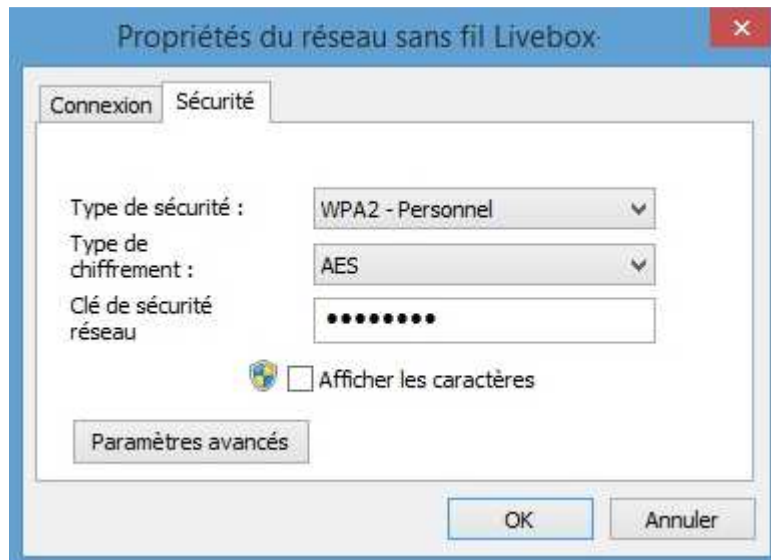 Propriétés du réseau sans fil Livebox-
Connexion
Sécurité
Type de sécurité :
WPA2 - Personnel
Type de
chiffrement :
AES
Clé de sécurité
réseau
●●●●●●●●
Afficher les caractères
Paramètres avancés
OK
Annuler